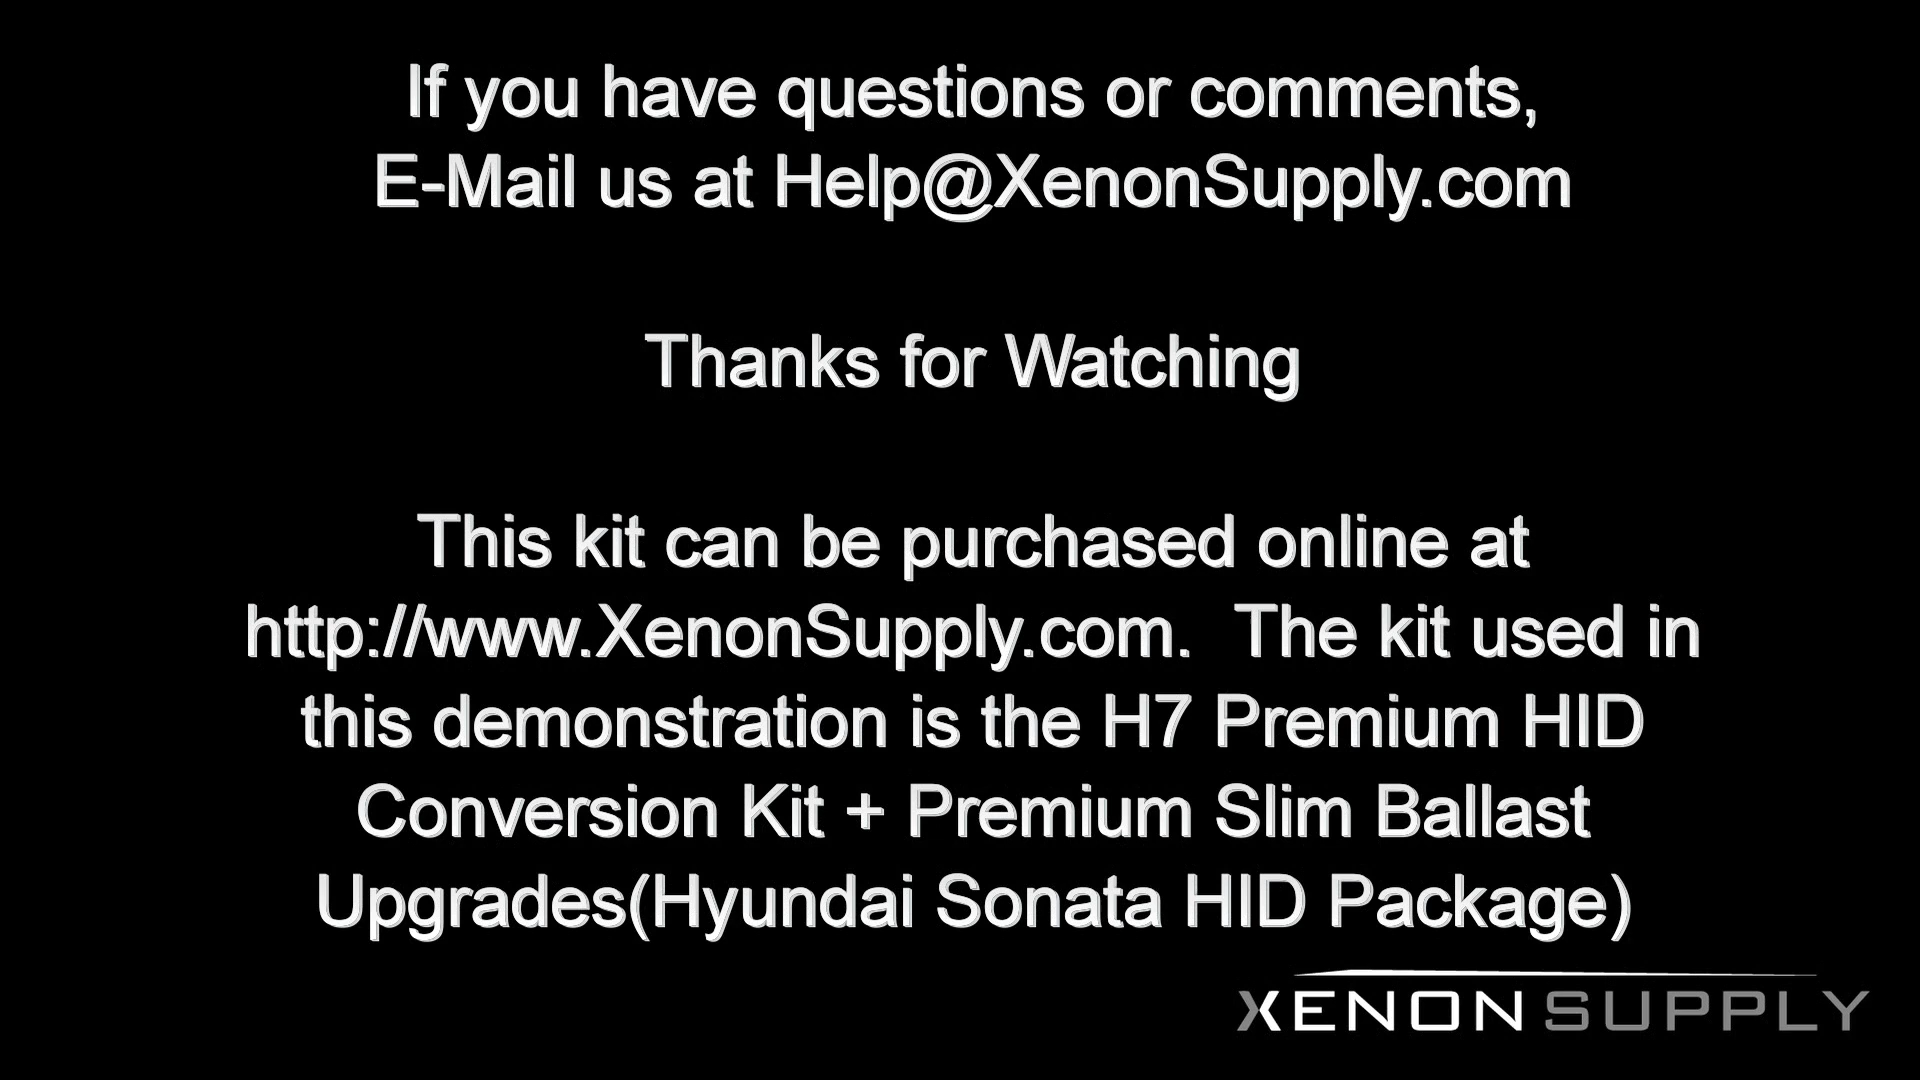 If you have questions or comments,
E-Mail us at Help@XenonSupply.com
Thanks for Watching
This kit can be purchased online at
http://www.XenonSupply.com.  The kit used in
this demonstration is the H7 Premium HID
Conversion Kit + Premium Slim Ballast
Upgrades(Hyundai Sonata HID Package)
XENON SUPPLY